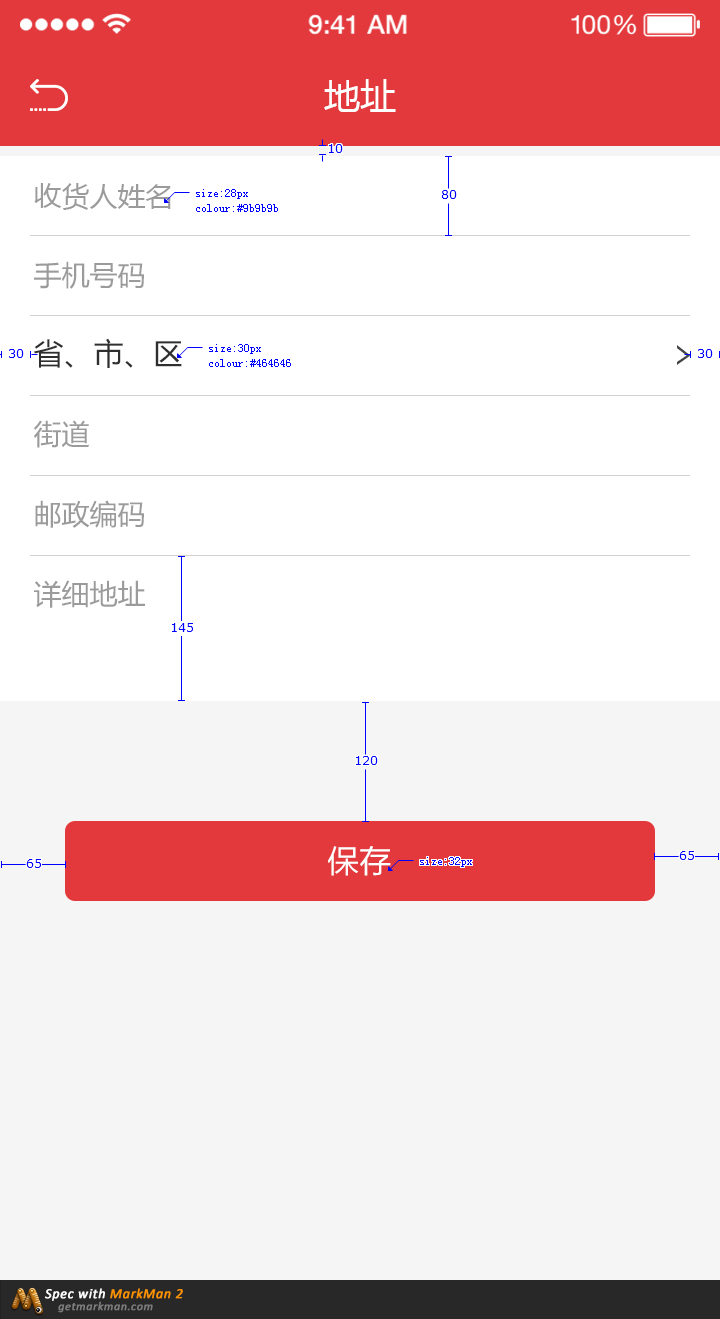 9:41 AM 100%
地址
10
收货人姓名 size:28px
colour:#9b9b9b
80
手机号码
30 省、市、区 size:30px 30
colour:#464646
街道
邮政编码
详细地址
145
120
保存 size:32px
65 65
Spec with MarkMan 2
getmarkman.com